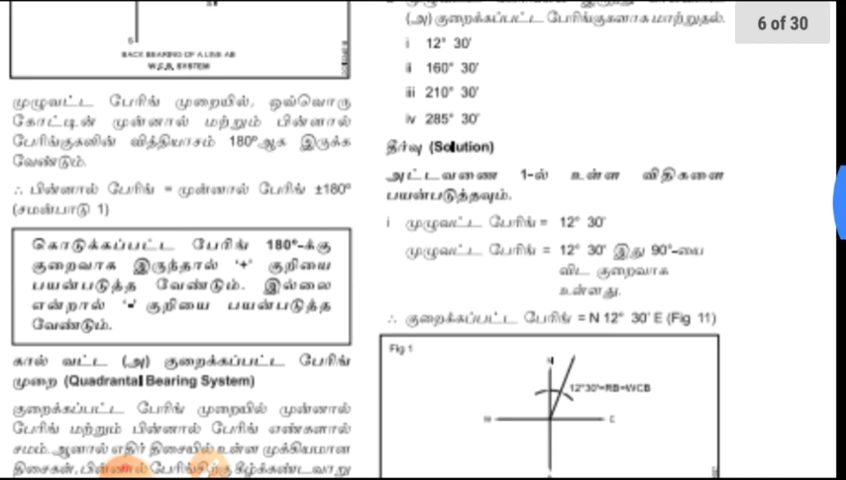 S
BACK BEARING OF A LINE AB
W.C.B. SYSTEM
முழுவட்ட பேரிங் முறையில், ஒவ்வொரு
கோட்டின் முன்னால் மற்றும் பின்னால்
பேரிங்குகளின் வித்தியாசம் 180°ஆக இருக்க
வேண்டும்.
∴ பின்னால் பேரிங் = முன்னால் பேரிங் ±180°
(சமன்பாடு 1)
கொடுக்கப்பட்ட பேரிங் 180°-க்கு
குறைவாக இருந்தால் '+' குறியை
பயன்படுத்த வேண்டும். இல்லை
என்றால் '-' குறியை பயன்படுத்த
வேண்டும்.
கால் வட்ட (அ) குறைக்கப்பட்ட பேரிங்
முறை (Quadrantal Bearing System)
குறைக்கப்பட்ட பேரிங் முறையில் முன்னால்
பேரிங் மற்றும் பின்னால் பேரிங் எண்களால்
சமம். ஆனால் எதிர் திசையில் உள்ள முக்கியமான
திசைகள், பின்னால் பேரிங்கிற்கு கீழ்க்கண்டவாறு
(அ) குறைக்கப்பட்ட பேரிங்குகளாக மாற்றுதல்.
i 12° 30'
ii 160° 30'
iii 210° 30'
iv 285° 30'
தீர்வு (Solution)
அட்டவணை 1-ல் உள்ள விதிகளை
பயன்படுத்தவும்.
i முழுவட்ட பேரிங் = 12° 30'
முழுவட்ட பேரிங் = 12° 30' இது 90°-யை
விட குறைவாக
உள்ளது.
∴ குறைக்கப்பட்ட பேரிங் = N 12° 30' E (Fig 11)
Fig 1
N
12°30'=RB=WCB
W E
6 of 30